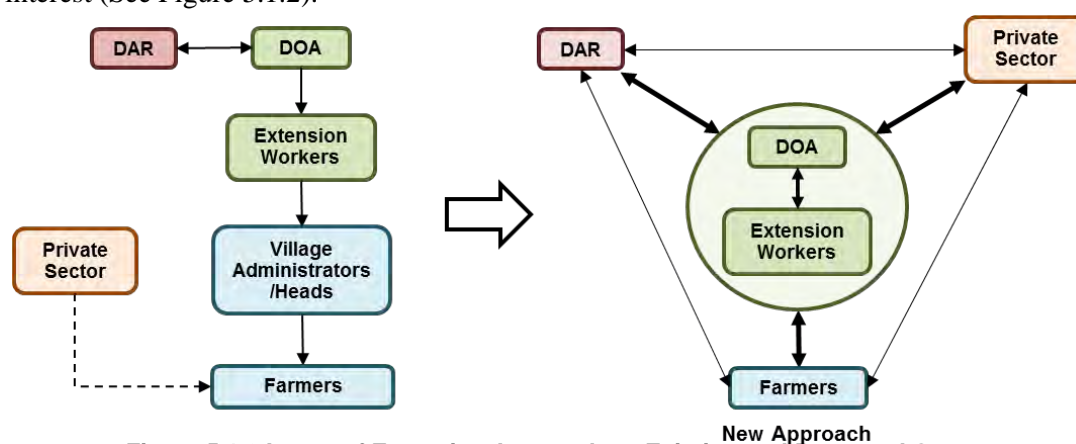 interest (See Figure 5.1.2).
DAR
DOA
Extension
Workers
Village
Administrators
/Heads
Private
Sector
Farmers
DAR
Private
Sector
DOA
Extension
Workers
Farmers
New Approach